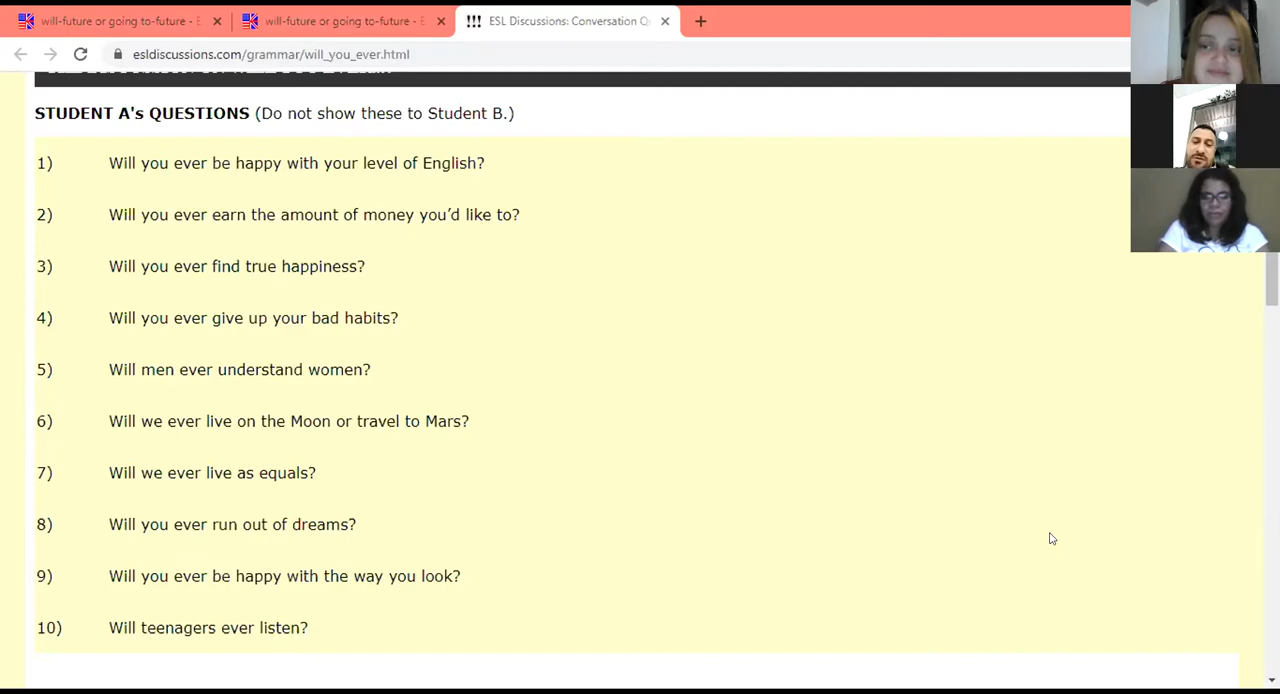 will-future or going to-future - E
will-future or going to-future - E
!!! ESL Discussions: Conversation Q
esldiscussions.com/grammar/will_you_ever.html
STUDENT A's QUESTIONS (Do not show these to Student B.)
1) Will you ever be happy with your level of English?
2) Will you ever earn the amount of money you’d like to?
3) Will you ever find true happiness?
4) Will you ever give up your bad habits?
5) Will men ever understand women?
6) Will we ever live on the Moon or travel to Mars?
7) Will we ever live as equals?
8) Will you ever run out of dreams?
9) Will you ever be happy with the way you look?
10) Will teenagers ever listen?